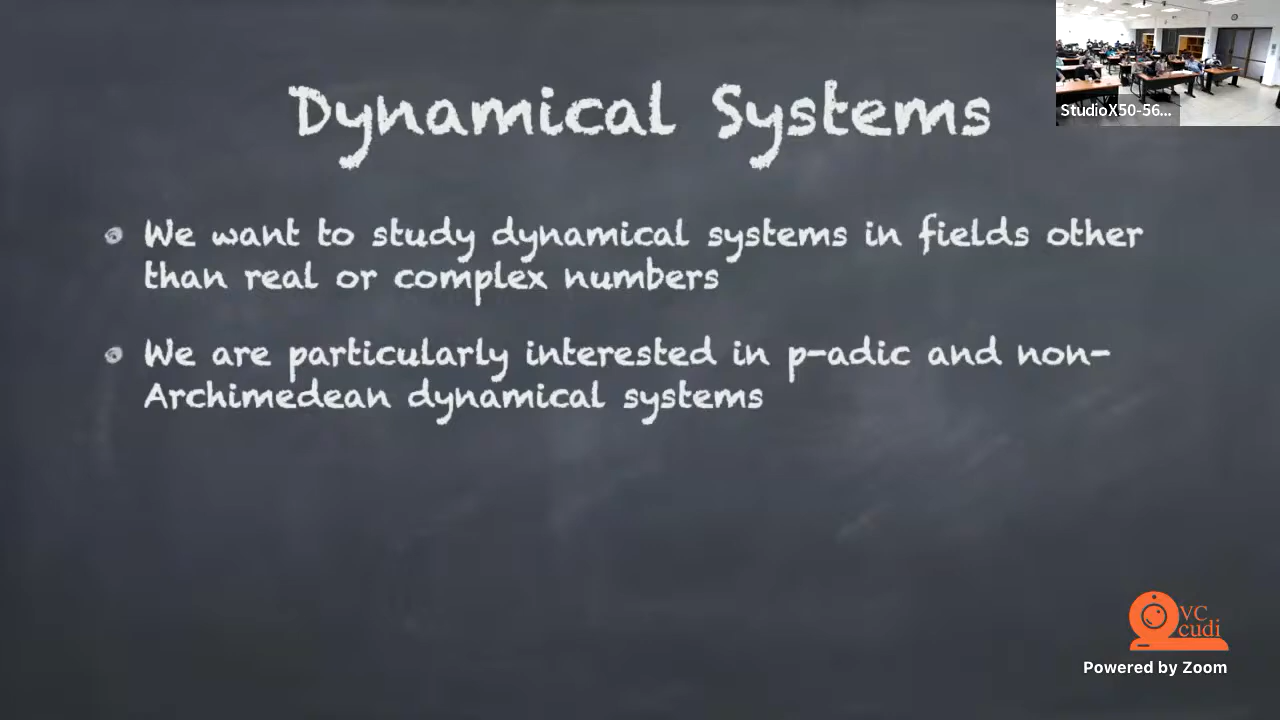 Dynamical Systems
StudioX50-56...
We want to study dynamical systems in fields other
than real or complex numbers
We are particularly interested in p-adic and non-
Archimedean dynamical systems
VC
cudi
Powered by Zoom